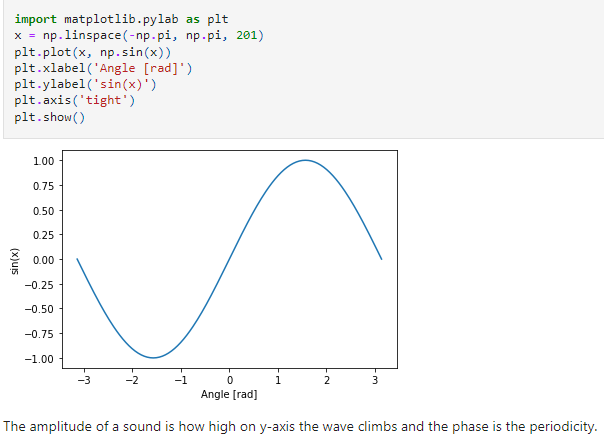 import matplotlib.pylab as plt
x = np.linspace(-np.pi, np.pi, 201)
plt.plot(x, np.sin(x))
plt.xlabel('Angle [rad]')
plt.ylabel('sin(x)')
plt.axis('tight')
plt.show()
1.00
0.75
0.50
0.25
0.00
−0.25
−0.50
−0.75
−1.00
sin(x)
−3 −2 −1 0 1 2 3
Angle [rad]
The amplitude of a sound is how high on y-axis the wave climbs and the phase is the periodicity.